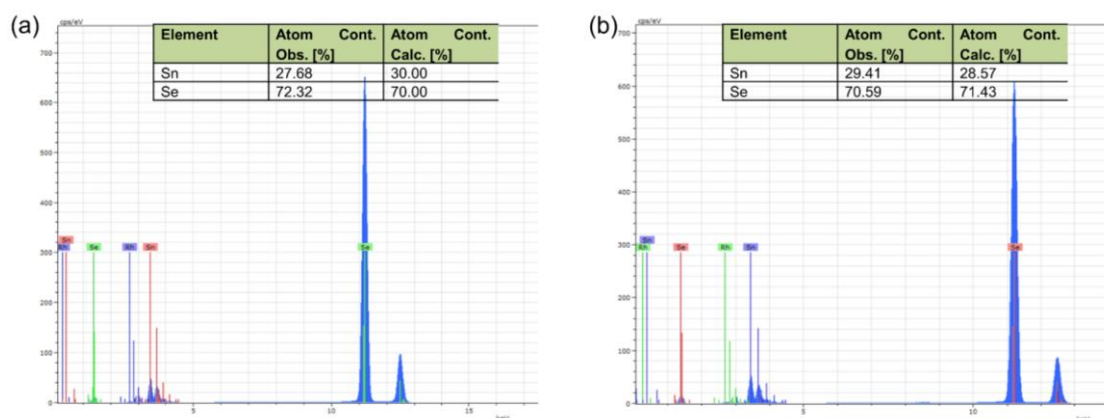 (a)
cps/eV
Element Atom Cont. Obs. [%] Atom Cont. Calc. [%]
Sn 27.68 30.00
Se 72.32 70.00
700
600
500
400
300
200
100
0
Sn
Rh
Se
Rh
Sn
Se
5
10
15
(b)
cps/eV
Element Atom Cont. Obs. [%] Atom Cont. Calc. [%]
Sn 29.41 28.57
Se 70.59 71.43
700
600
500
400
300
200
100
0
Sn
Rh
Se
Rh
Sn
Se
5
10